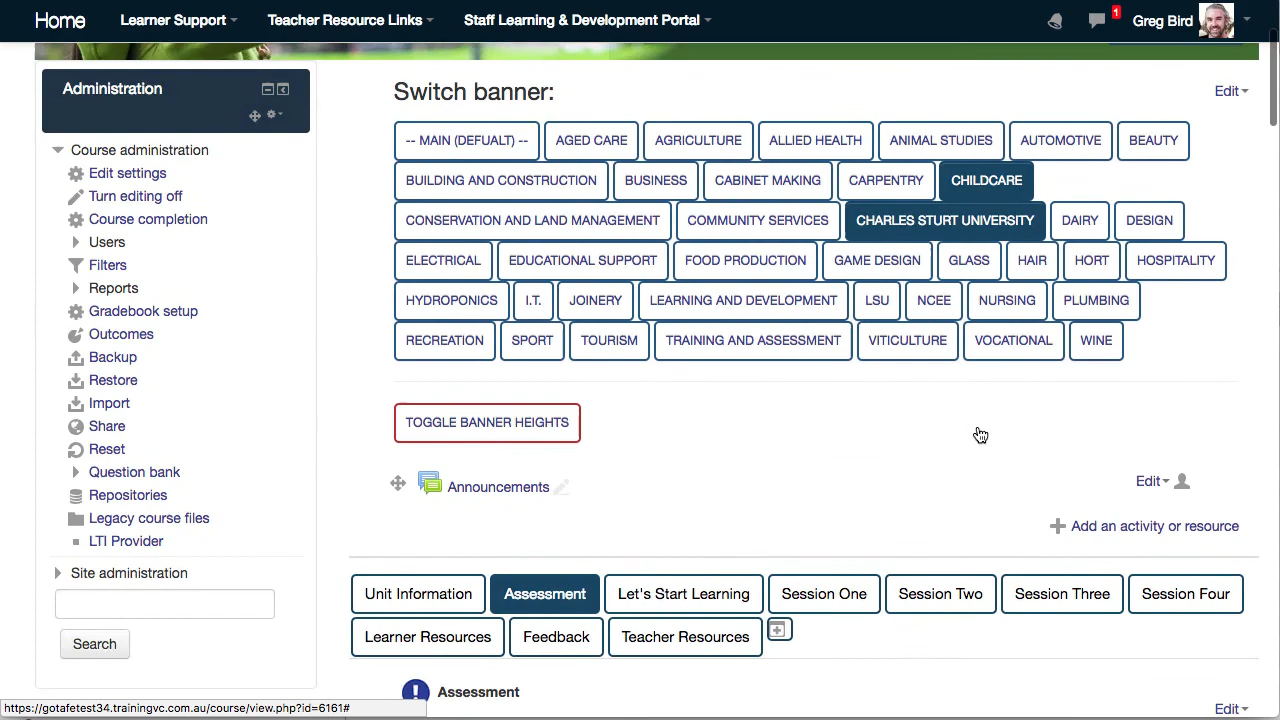 Home Learner Support Teacher Resource Links Staff Learning & Development Portal 1 Greg Bird
Administration
Course administration
Edit settings
Turn editing off
Course completion
Users
Filters
Reports
Gradebook setup
Outcomes
Backup
Restore
Import
Share
Reset
Question bank
Repositories
Legacy course files
LTI Provider
Site administration
Search
Switch banner: Edit
-- MAIN (DEFUALT) -- AGED CARE AGRICULTURE ALLIED HEALTH ANIMAL STUDIES AUTOMOTIVE BEAUTY
BUILDING AND CONSTRUCTION BUSINESS CABINET MAKING CARPENTRY CHILDCARE
CONSERVATION AND LAND MANAGEMENT COMMUNITY SERVICES CHARLES STURT UNIVERSITY DAIRY DESIGN
ELECTRICAL EDUCATIONAL SUPPORT FOOD PRODUCTION GAME DESIGN GLASS HAIR HORT HOSPITALITY
HYDROPONICS I.T. JOINERY LEARNING AND DEVELOPMENT LSU NCEE NURSING PLUMBING
RECREATION SPORT TOURISM TRAINING AND ASSESSMENT VITICULTURE VOCATIONAL WINE
TOGGLE BANNER HEIGHTS
Announcements Edit
Add an activity or resource
Unit Information Assessment Let's Start Learning Session One Session Two Session Three Session Four
Learner Resources Feedback Teacher Resources
! Assessment
Edit
https://gotafetest34.trainingvc.com.au/course/view.php?id=6161#